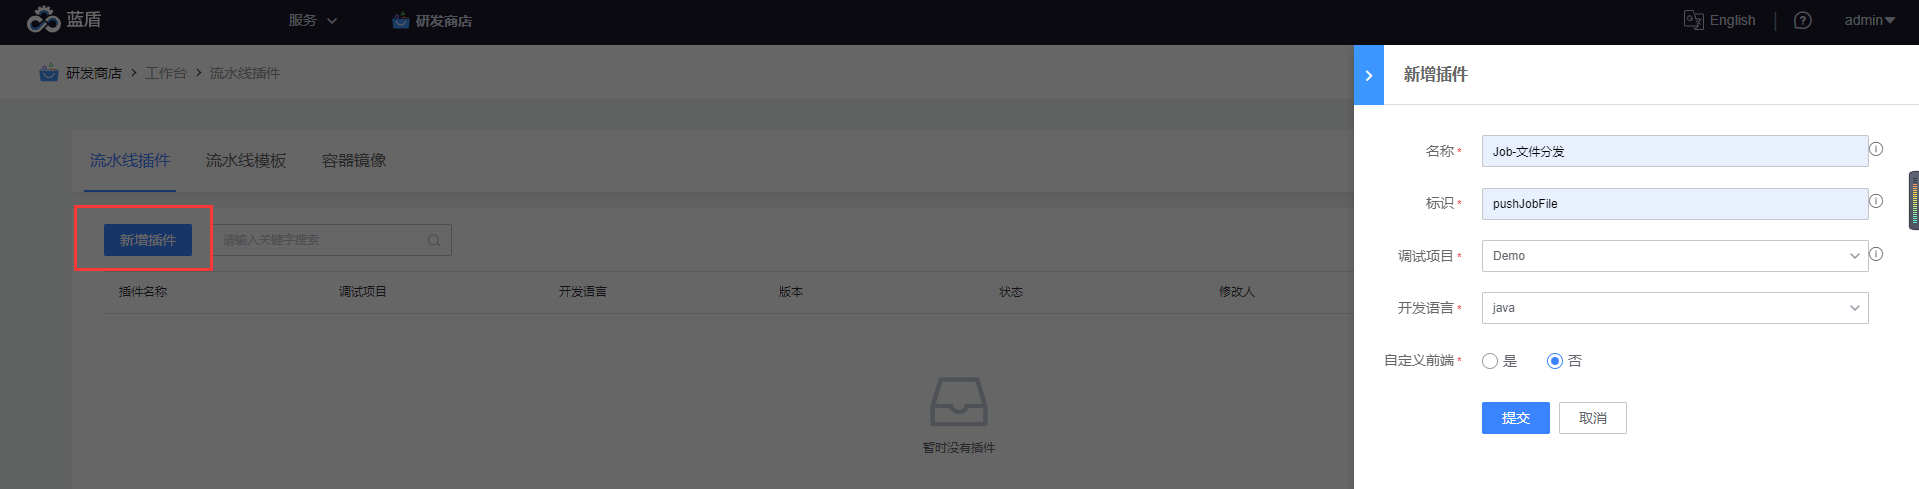 蓝盾
服务
研发商店
English
admin
研发商店 > 工作台 > 流水线插件
流水线插件
流水线模板
容器镜像
新增插件
请输入关键字搜索
插件名称
调试项目
开发语言
版本
状态
修改人
暂时没有插件
新增插件
名称*
Job-文件分发
标识*
pushJobFile
调试项目*
Demo
开发语言*
java
自定义前端*
是
否
提交
取消